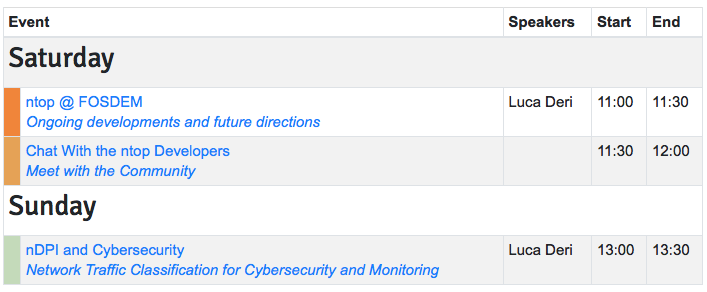 Event Speakers Start End
Saturday
ntop @ FOSDEM Luca Deri 11:00 11:30
Ongoing developments and future directions
Chat With the ntop Developers 11:30 12:00
Meet with the Community
Sunday
nDPI and Cybersecurity Luca Deri 13:00 13:30
Network Traffic Classification for Cybersecurity and Monitoring